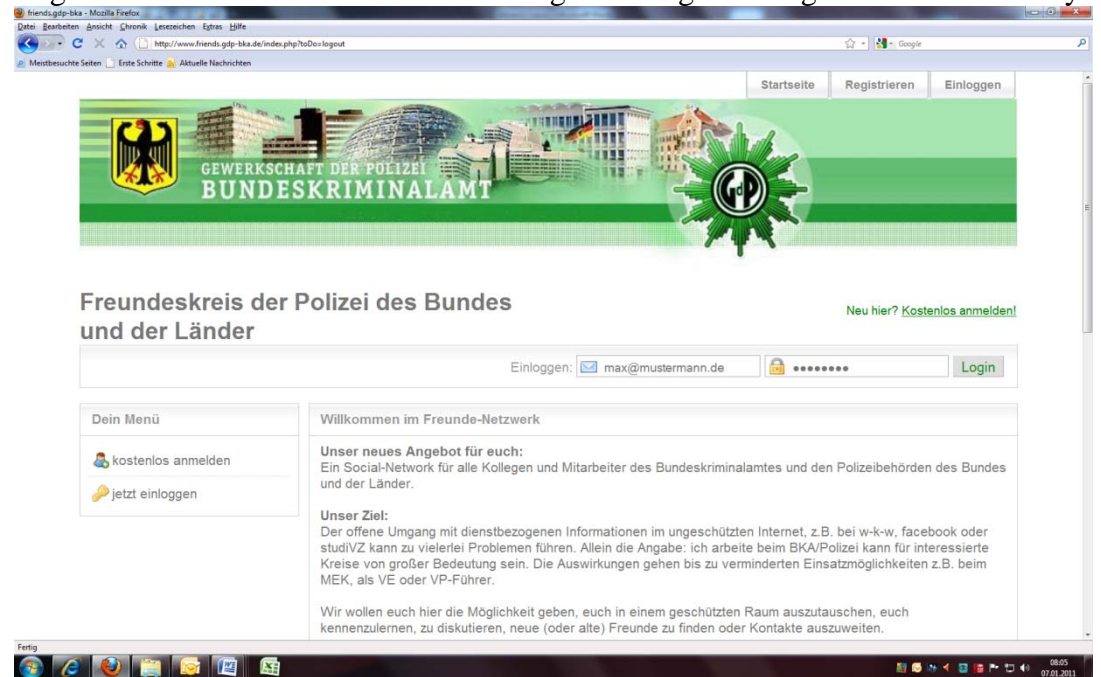 friends.gdp-bka - Mozilla Firefox
Datei Bearbeiten Ansicht Chronik Lesezeichen Extras Hilfe
http://www.friends.gdp-bka.de/index.php?toDo=logout
Google
Meistbesuchte Seiten Erste Schritte Aktuelle Nachrichten
Startseite Registrieren Einloggen
GEWERKSCHAFT DER POLIZEI
BUNDESKRIMINALAMT
GdP
Freundeskreis der Polizei des Bundes
und der Länder
Neu hier? Kostenlos anmelden!
Einloggen: max@mustermann.de Login
Dein Menü
kostenlos anmelden
jetzt einloggen
Willkommen im Freunde-Netzwerk
Unser neues Angebot für euch:
Ein Social-Network für alle Kollegen und Mitarbeiter des Bundeskriminalamtes und den Polizeibehörden des Bundes
und der Länder.
Unser Ziel:
Der offene Umgang mit dienstbezogenen Informationen im ungeschützten Internet, z.B. bei w-k-w, facebook oder
studiVZ kann zu vielerlei Problemen führen. Allein die Angabe: ich arbeite beim BKA/Polizei kann für interessierte
Kreise von großer Bedeutung sein. Die Auswirkungen gehen bis zu verminderten Einsatzmöglichkeiten z.B. beim
MEK, als VE oder VP-Führer.
Wir wollen euch hier die Möglichkeit geben, euch in einem geschützten Raum auszutauschen, euch
kennenzulernen, zu diskutieren, neue (oder alte) Freunde zu finden oder Kontakte auszuweiten.
Fertig
08:05
07.01.2011